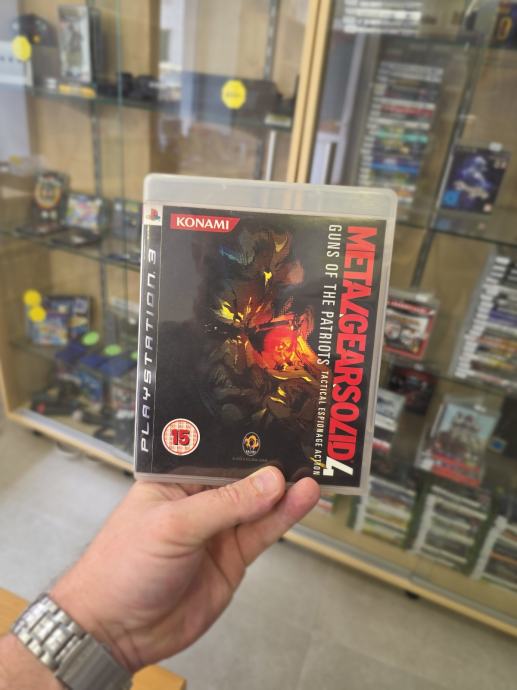 KONAMI
PLAYSTATION 3
METAL GEAR SOLID 4
GUNS OF THE PATRIOTS
TACTICAL ESPIONAGE ACTION
15